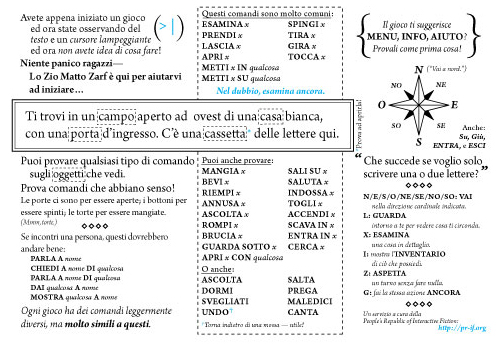 Avete appena iniziato un gioco
ed ora state osservando del
testo e un cursore lampeggiante
ed ora non avete idea di cosa fare!
(> | )
Niente panico ragazzi—
Lo Zio Matto Zarf è qui per aiutarvi
ad iniziare…
Questi comandi sono molto comuni:
ESAMINA x SPINGI x
PRENDI x TIRA x
LASCIA x GIRA x
APRI x TOCCA x
METTI x IN qualcosa
METTI x SU qualcosa
Nel dubbio, esamina ancora.
Il gioco ti suggerisce
MENU, INFO, AIUTO?
Provali come prima cosa!
N ("Vai a nord.")
NO NE
O E
SO SE
S
Anche:
Su, Giù,
ENTRA, e ESCI
Ti trovi in un campo aperto ad ovest di una casa bianca,
con una porta d'ingresso. C'è una cassetta* delle lettere qui.
*Prova ad aprirla!
Puoi provare qualsiasi tipo di comando
sugli oggetti che vedi.
Prova comandi che abbiano senso!
Le porte ci sono per essere aperte; i bottoni per
essere spinti; le torte per essere mangiate.
(Mmm,torte.)
Se incontri una persona, questi dovrebbero
andare bene:
PARLA A nome
CHIEDI A nome DI qualcosa
PARLA A nome DI qualcosa
DAI qualcosa A nome
MOSTRA qualcosa A nome
Ogni gioco ha dei comandi leggermente
diversi, ma molto simili a questi.
Puoi anche provare:
MANGIA x SALI SU x
BEVI x SALUTA x
RIEMPI x INDOSSA x
ANNUSA x TOGLI x
ASCOLTA x ACCENDI x
ROMPI x SCAVA IN x
BRUCIA x ENTRA IN x
GUARDA SOTTO x CERCA x
APRI x CON qualcosa
O anche:
ASCOLTA SALTA
DORMI PREGA
SVEGLIATI MALEDICI
UNDO† CANTA
†Torna indietro di una mossa — utile!
“Che succede se voglio solo
scrivere una o due lettere?”
N/E/S/O/NE/SE/NO/SO: VAI
nella direzione cardinale indicata.
L: GUARDA
intorno a te per vedere cosa ti circonda.
X: ESAMINA
una cosa in dettaglio.
I: mostra l'INVENTARIO
di ciò che possiedi.
Z: ASPETTA
un turno senza fare nulla.
G: fai la stessa azione ANCORA
Un servizio a cura della
People's Republic of Interactive Fiction:
http://pr-if.org